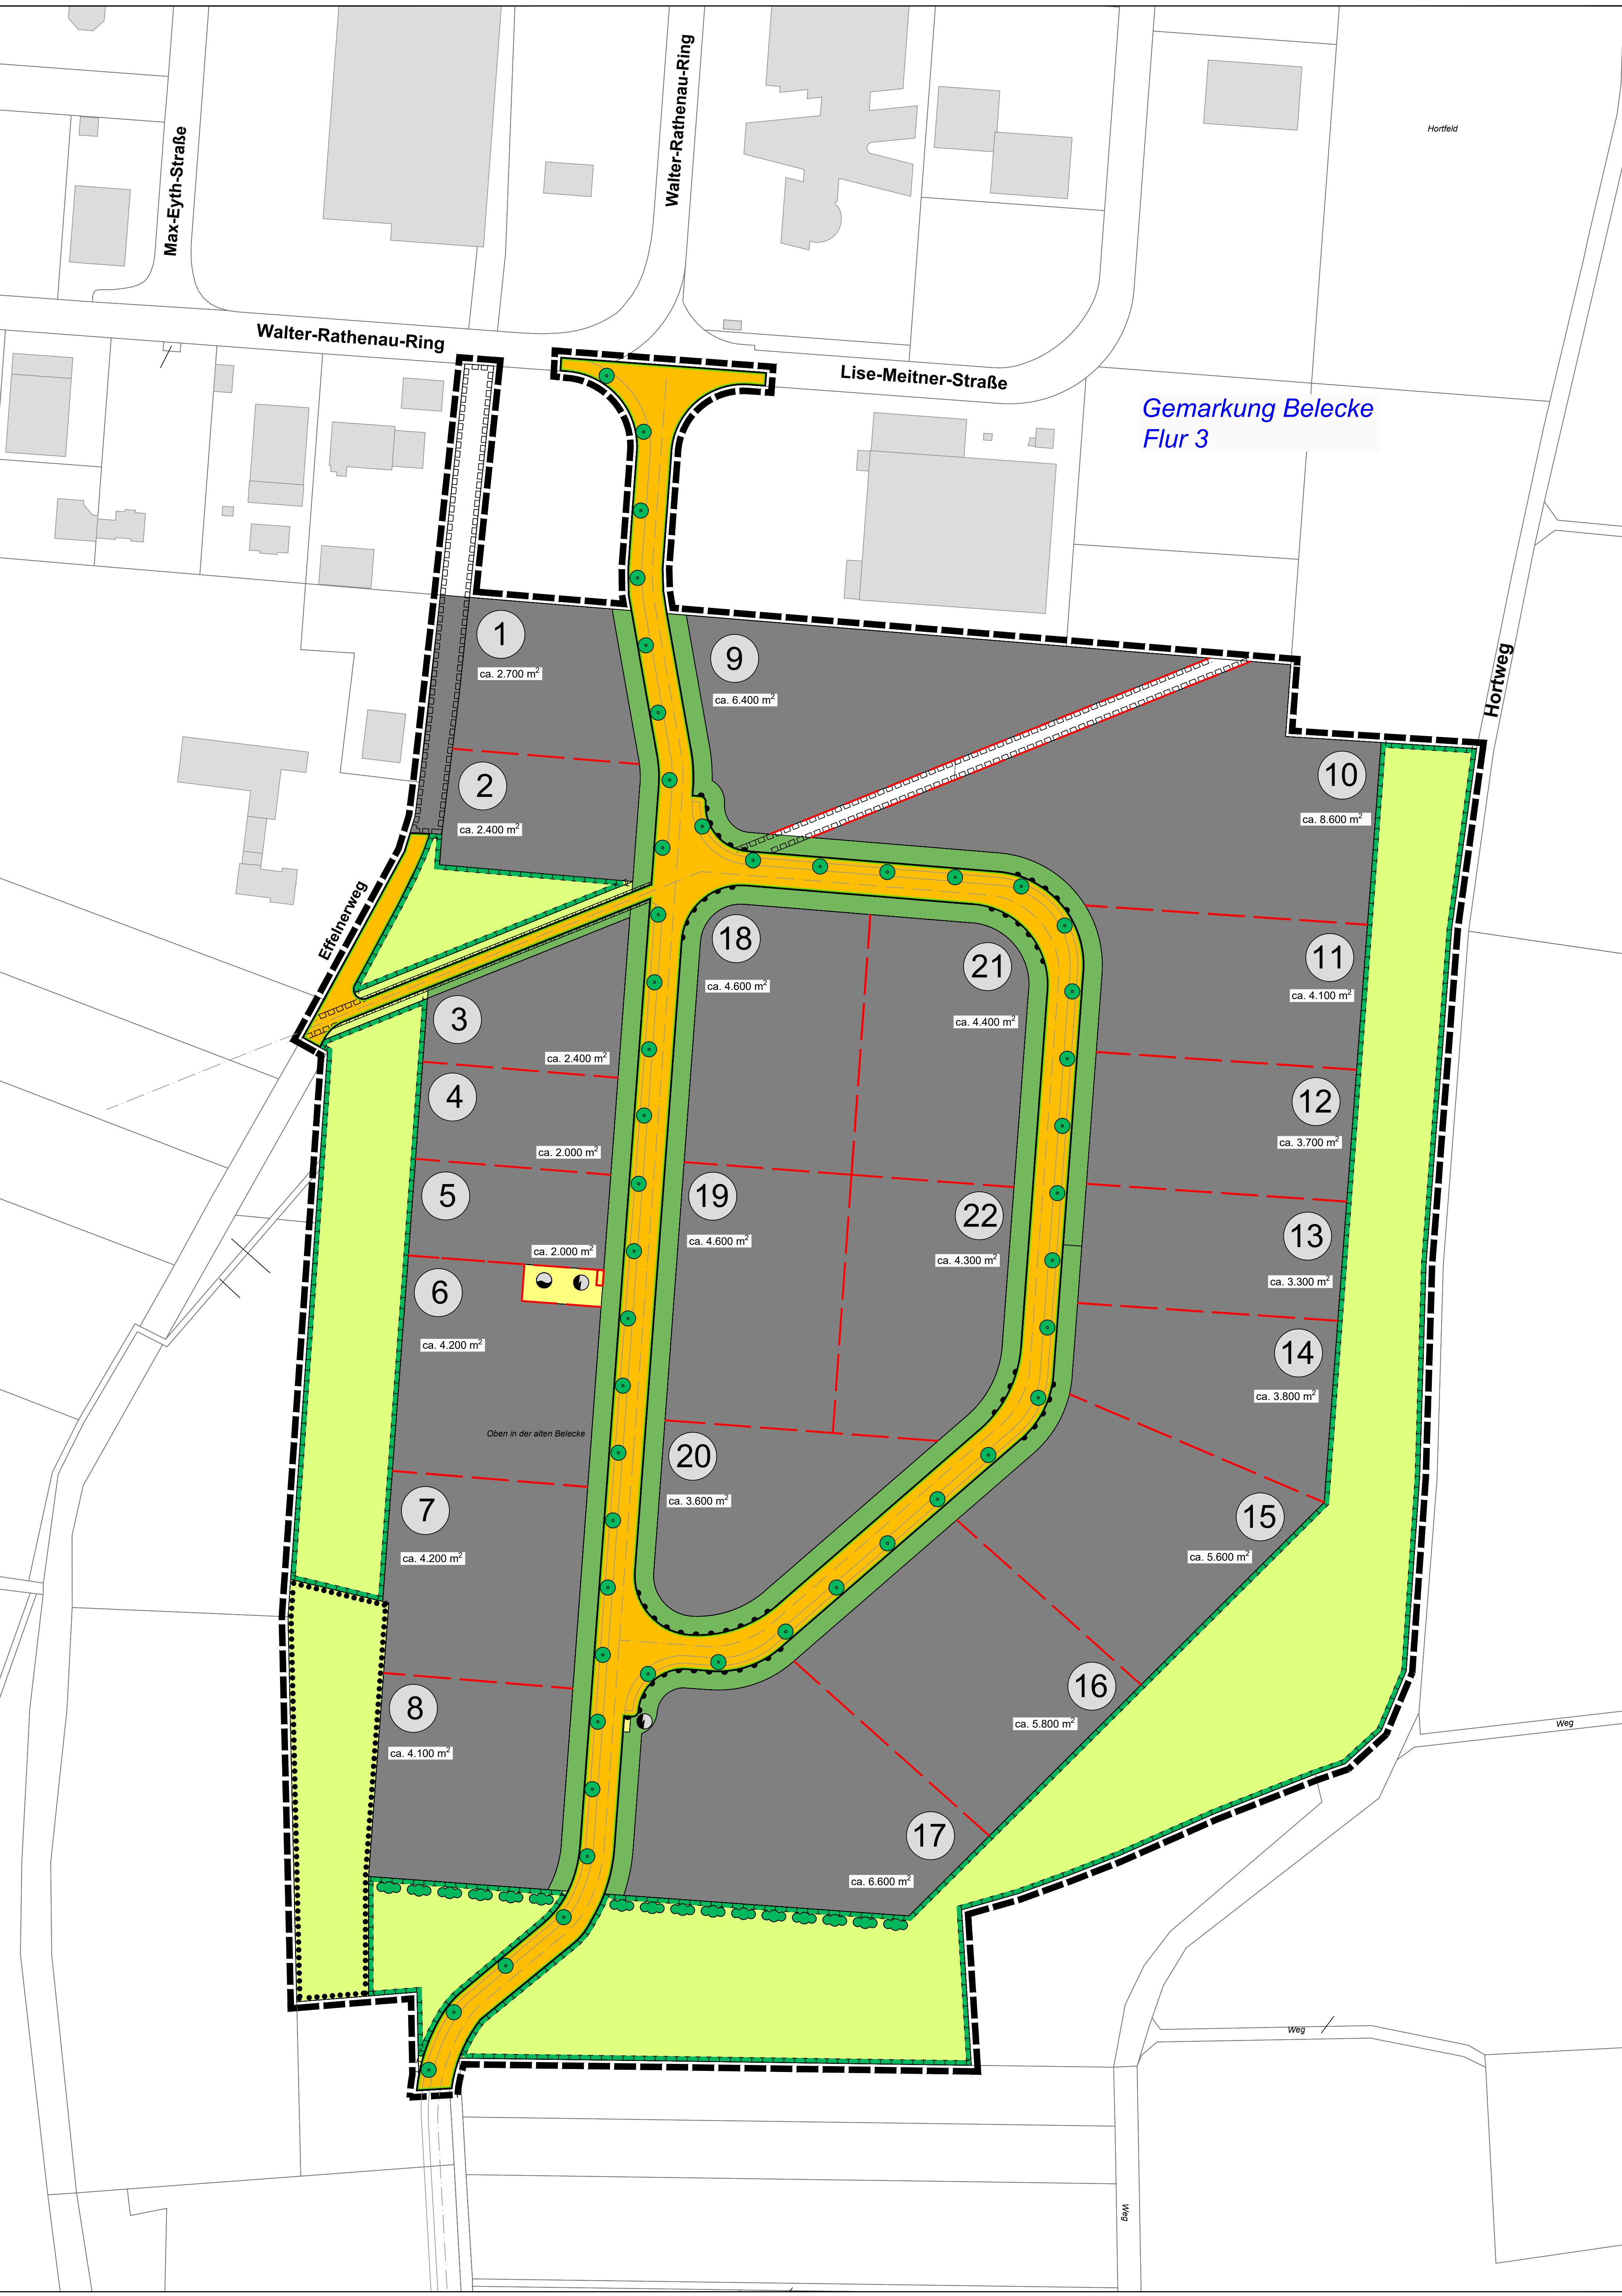 Max-Eyth-Straße
Walter-Rathenau-Ring
Hortfeld
Walter-Rathenau-Ring
Lise-Meitner-Straße
Gemarkung Belecke
Flur 3
Hortweg
Effelnerweg
1
ca. 2.700 m²
9
ca. 6.400 m²
2
ca. 2.400 m²
10
ca. 8.600 m²
18
ca. 4.600 m²
21
ca. 4.400 m²
11
ca. 4.100 m²
3
ca. 2.400 m²
4
ca. 2.000 m²
12
ca. 3.700 m²
5
ca. 2.000 m²
19
ca. 4.600 m²
22
ca. 4.300 m²
13
ca. 3.300 m²
6
ca. 4.200 m²
14
ca. 3.800 m²
Oben in der alten Belecke
20
ca. 3.600 m²
7
ca. 4.200 m²
15
ca. 5.600 m²
16
ca. 5.800 m²
8
ca. 4.100 m²
Weg
17
ca. 6.600 m²
Weg
Weg